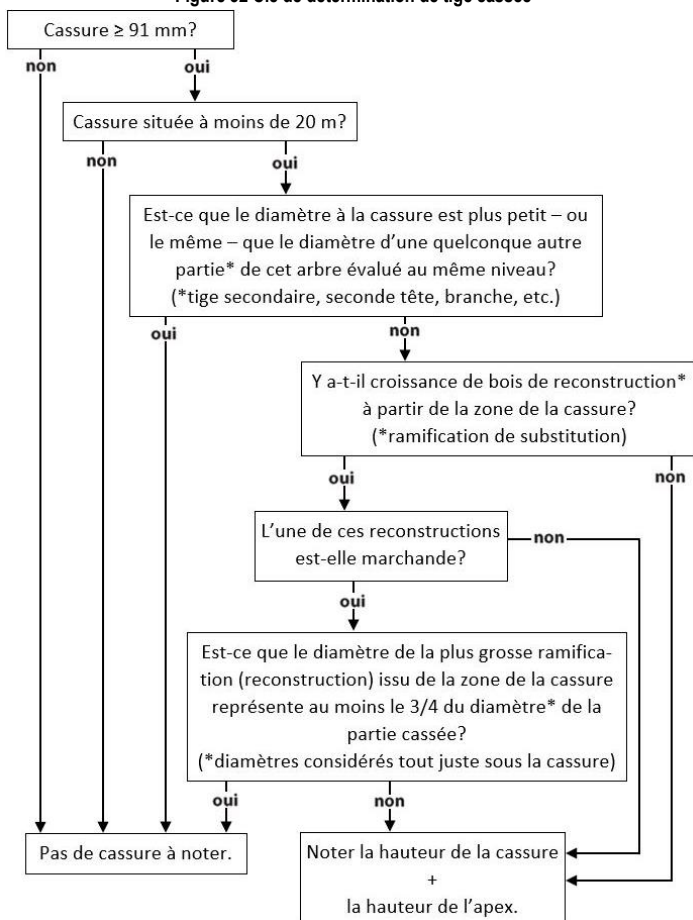 Figure 32 Clé de détermination de tige cassée
Cassure ≥ 91 mm?
non
oui
Cassure située à moins de 20 m?
non
oui
Est-ce que le diamètre à la cassure est plus petit – ou
le même – que le diamètre d’une quelconque autre
partie* de cet arbre évalué au même niveau?
(*tige secondaire, seconde tête, branche, etc.)
oui
non
Y a-t-il croissance de bois de reconstruction*
à partir de la zone de la cassure?
(*ramification de substitution)
oui
non
L’une de ces reconstructions
est-elle marchande?
non
oui
Est-ce que le diamètre de la plus grosse ramifica-
tion (reconstruction) issu de la zone de la cassure
représente au moins le 3/4 du diamètre* de la
partie cassée?
(*diamètres considérés tout juste sous la cassure)
oui
non
Pas de cassure à noter.
Noter la hauteur de la cassure
+
la hauteur de l’apex.